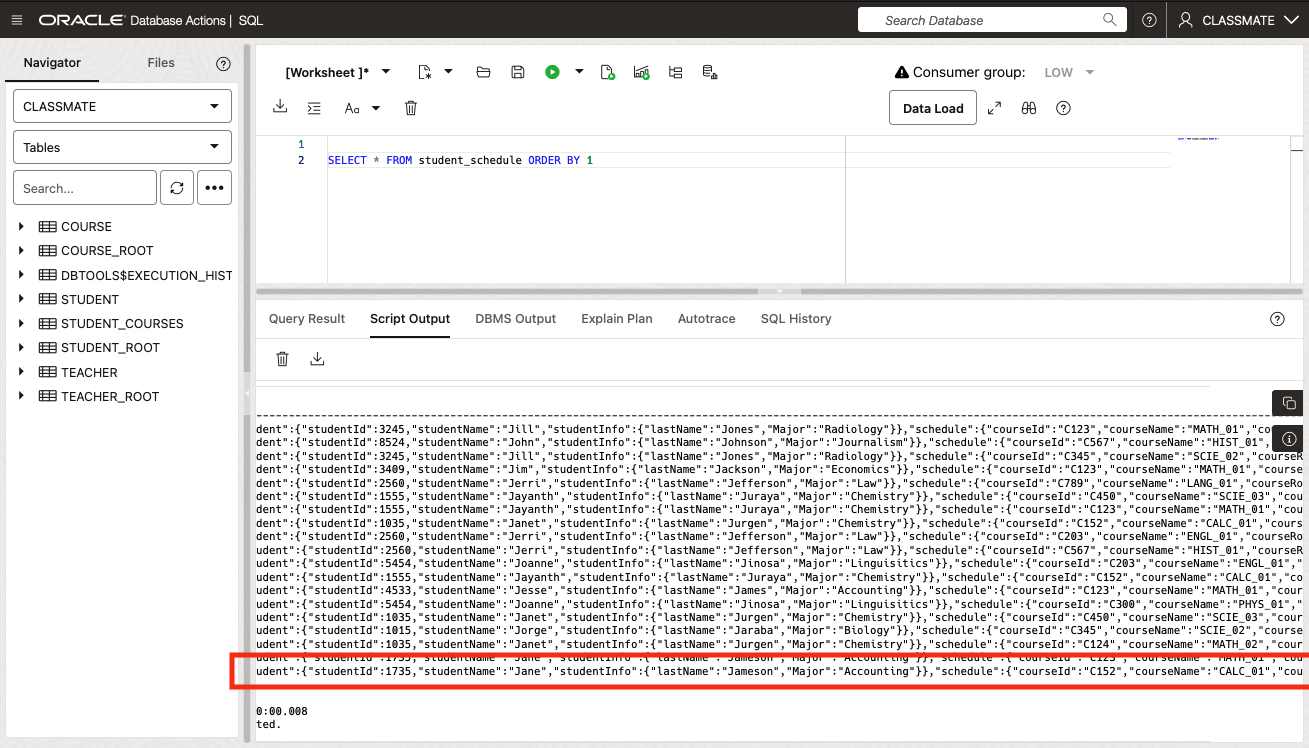 ORACLE Database Actions | SQL
Search Database
CLASSMATE
Navigator
Files
CLASSMATE
Tables
Search...
COURSE
COURSE_ROOT
DBTOOLS$EXECUTION_HIST
STUDENT
STUDENT_COURSES
STUDENT_ROOT
TEACHER
TEACHER_ROOT
[Worksheet ]*
Consumer group: LOW
Aa
Data Load
1
2 SELECT * FROM student_schedule ORDER BY 1
Query Result
Script Output
DBMS Output
Explain Plan
Autotrace
SQL History
dent":{"studentId":3245,"studentName":"Jill","studentInfo":{"lastName":"Jones","Major":"Radiology"}},"schedule":{"courseId":"C123","courseName":"MATH_01",
dent":{"studentId":8524,"studentName":"John","studentInfo":{"lastName":"Johnson","Major":"Journalism"}},"schedule":{"courseId":"C567","courseName":"HIST_01",
dent":{"studentId":3245,"studentName":"Jill","studentInfo":{"lastName":"Jones","Major":"Radiology"}},"schedule":{"courseId":"C345","courseName":"SCIE_02","courseR
dent":{"studentId":3409,"studentName":"Jim","studentInfo":{"lastName":"Jackson","Major":"Economics"}},"schedule":{"courseId":"C123","courseName":"MATH_01","course
dent":{"studentId":2560,"studentName":"Jerri","studentInfo":{"lastName":"Jefferson","Major":"Law"}},"schedule":{"courseId":"C789","courseName":"LANG_01","courseRo
dent":{"studentId":1555,"studentName":"Jayanth","studentInfo":{"lastName":"Juraya","Major":"Chemistry"}},"schedule":{"courseId":"C450","courseName":"SCIE_03","cou
dent":{"studentId":1555,"studentName":"Jayanth","studentInfo":{"lastName":"Juraya","Major":"Chemistry"}},"schedule":{"courseId":"C123","courseName":"MATH_01","cou
dent":{"studentId":1035,"studentName":"Janet","studentInfo":{"lastName":"Jurgen","Major":"Chemistry"}},"schedule":{"courseId":"C152","courseName":"CALC_01","cours
dent":{"studentId":2560,"studentName":"Jerri","studentInfo":{"lastName":"Jefferson","Major":"Law"}},"schedule":{"courseId":"C203","courseName":"ENGL_01","courseRo
udent":{"studentId":2560,"studentName":"Jerri","studentInfo":{"lastName":"Jefferson","Major":"Law"}},"schedule":{"courseId":"C567","courseName":"HIST_01","courseR
udent":{"studentId":5454,"studentName":"Joanne","studentInfo":{"lastName":"Jinosa","Major":"Linguisitics"}},"schedule":{"courseId":"C203","courseName":"ENGL_01",
udent":{"studentId":1555,"studentName":"Jayanth","studentInfo":{"lastName":"Juraya","Major":"Chemistry"}},"schedule":{"courseId":"C152","courseName":"CALC_01","co
udent":{"studentId":4533,"studentName":"Jesse","studentInfo":{"lastName":"James","Major":"Accounting"}},"schedule":{"courseId":"C123","courseName":"MATH_01","cour
udent":{"studentId":5454,"studentName":"Joanne","studentInfo":{"lastName":"Jinosa","Major":"Linguisitics"}},"schedule":{"courseId":"C300","courseName":"PHYS_01","
udent":{"studentId":1035,"studentName":"Janet","studentInfo":{"lastName":"Jurgen","Major":"Chemistry"}},"schedule":{"courseId":"C450","courseName":"SCIE_03","cour
udent":{"studentId":1015,"studentName":"Jorge","studentInfo":{"lastName":"Jaraba","Major":"Biology"}},"schedule":{"courseId":"C345","courseName":"SCIE_02","course
udent":{"studentId":1035,"studentName":"Janet","studentInfo":{"lastName":"Jurgen","Major":"Chemistry"}},"schedule":{"courseId":"C124","courseName":"MATH_02","cour
udent":{"studentId":1735,"studentName":"Jane","studentInfo":{"lastName":"Jameson","Major":"Accounting"}},"schedule":{"courseId":"C123","courseName":"MATH_01","cou
udent":{"studentId":1735,"studentName":"Jane","studentInfo":{"lastName":"Jameson","Major":"Accounting"}},"schedule":{"courseId":"C152","courseName":"CALC_01","cou
0:00.008
ted.